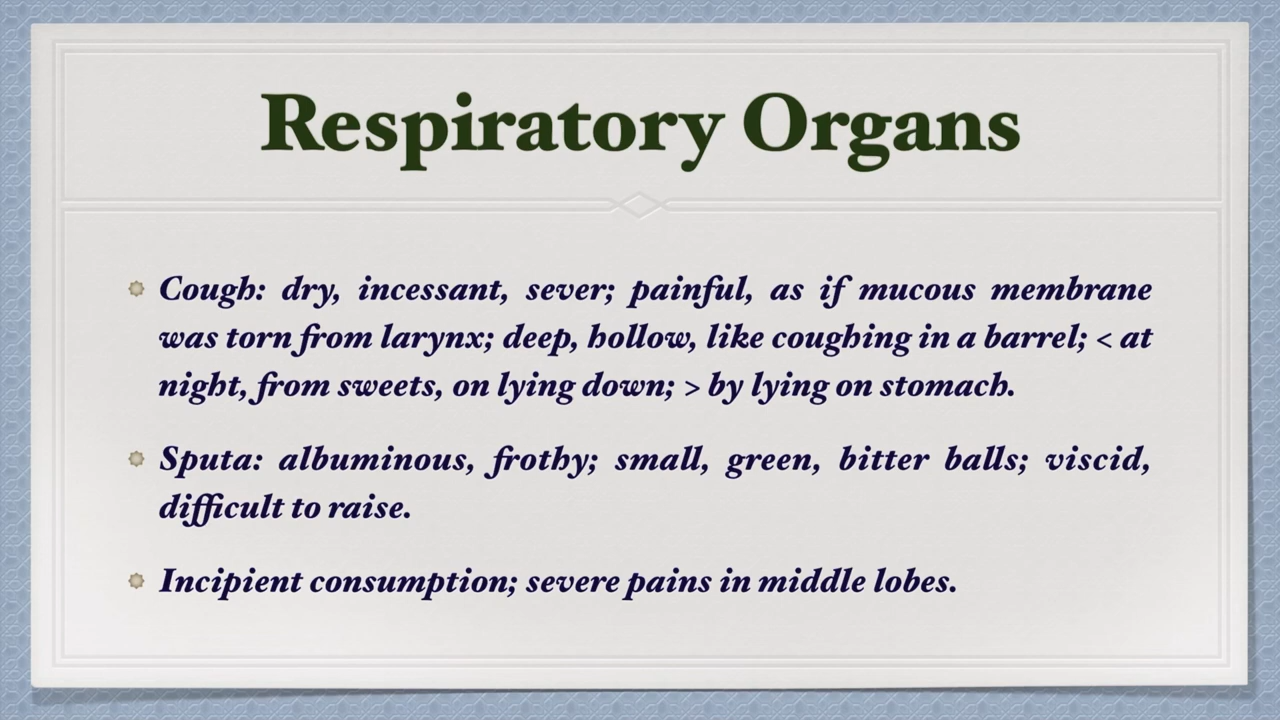 Respiratory Organs
Cough: dry, incessant, sever; painful, as if mucous membrane
was torn from larynx; deep, hollow, like coughing in a barrel; < at
night, from sweets, on lying down; > by lying on stomach.
Sputa: albuminous, frothy; small, green, bitter balls; viscid,
difficult to raise.
Incipient consumption; severe pains in middle lobes.